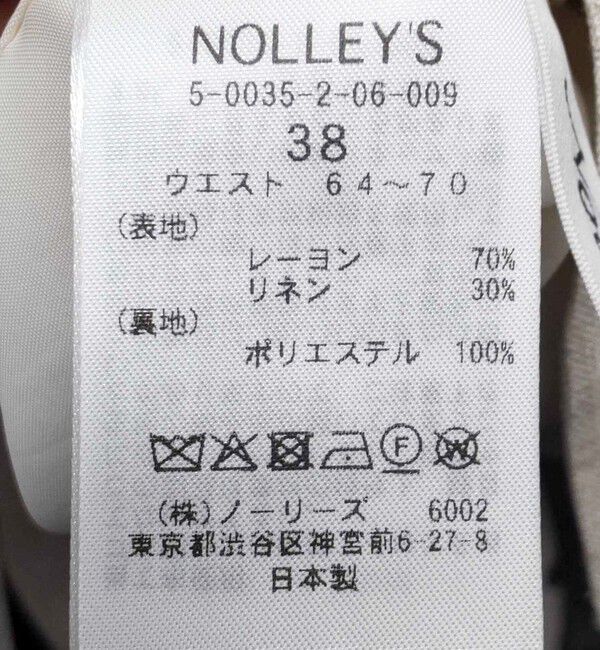 NOLLEY'S
5-0035-2-06-009
38
ウエスト 64～70
(表地)
レーヨン 70%
リネン 30%
(裏地)
ポリエステル 100%
F W
(株)ノーリーズ 6002
東京都渋谷区神宮前6-27-8
日本製